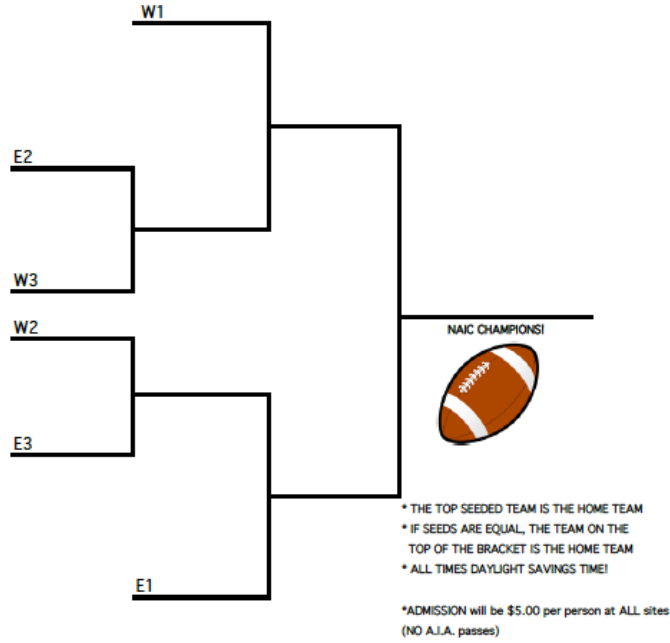 W1
E2
W3
W2
E3
E1
NAIC CHAMPIONS!
* THE TOP SEEDED TEAM IS THE HOME TEAM
* IF SEEDS ARE EQUAL, THE TEAM ON THE
TOP OF THE BRACKET IS THE HOME TEAM
* ALL TIMES DAYLIGHT SAVINGS TIME!
*ADMISSION will be $5.00 per person at ALL sites
(NO A.I.A. passes)